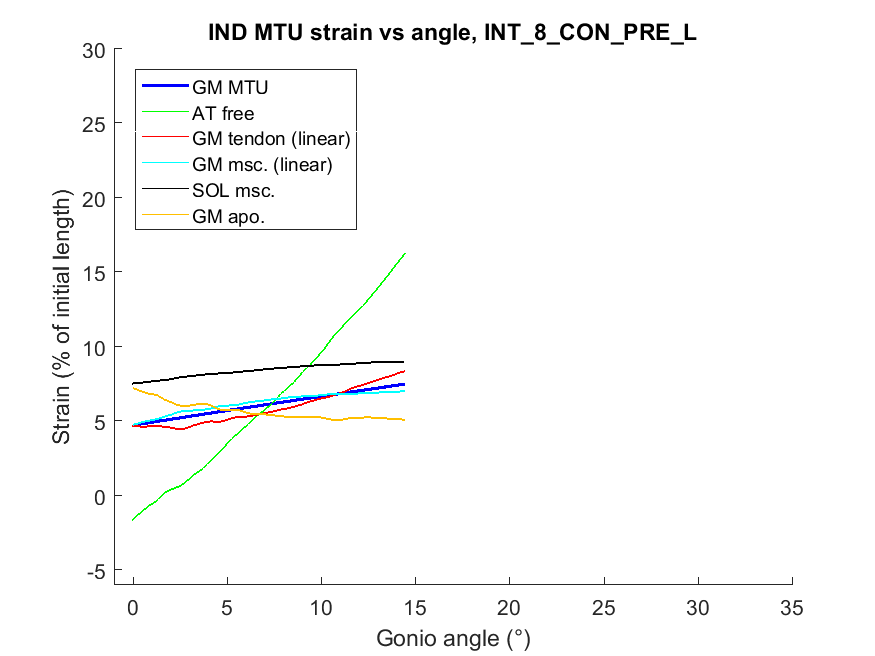 IND MTU strain vs angle, INT_8_CON_PRE_L
30
25
20
15
10
5
0
-5
Strain (% of initial length)
GM MTU
AT free
GM tendon (linear)
GM msc. (linear)
SOL msc.
GM apo.
0 5 10 15 20 25 30 35
Gonio angle (°)